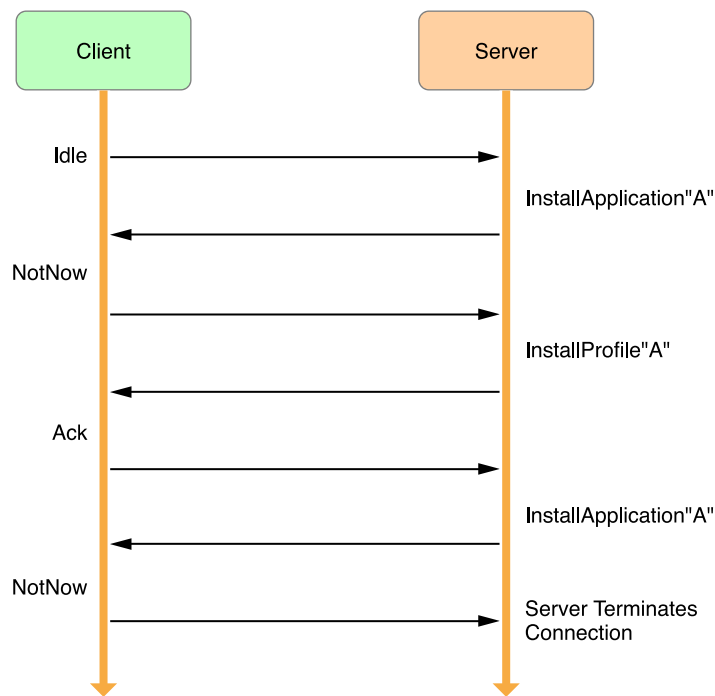 Client
Server
Idle
InstallApplication"A"
NotNow
InstallProfile"A"
Ack
InstallApplication"A"
NotNow
Server Terminates
Connection